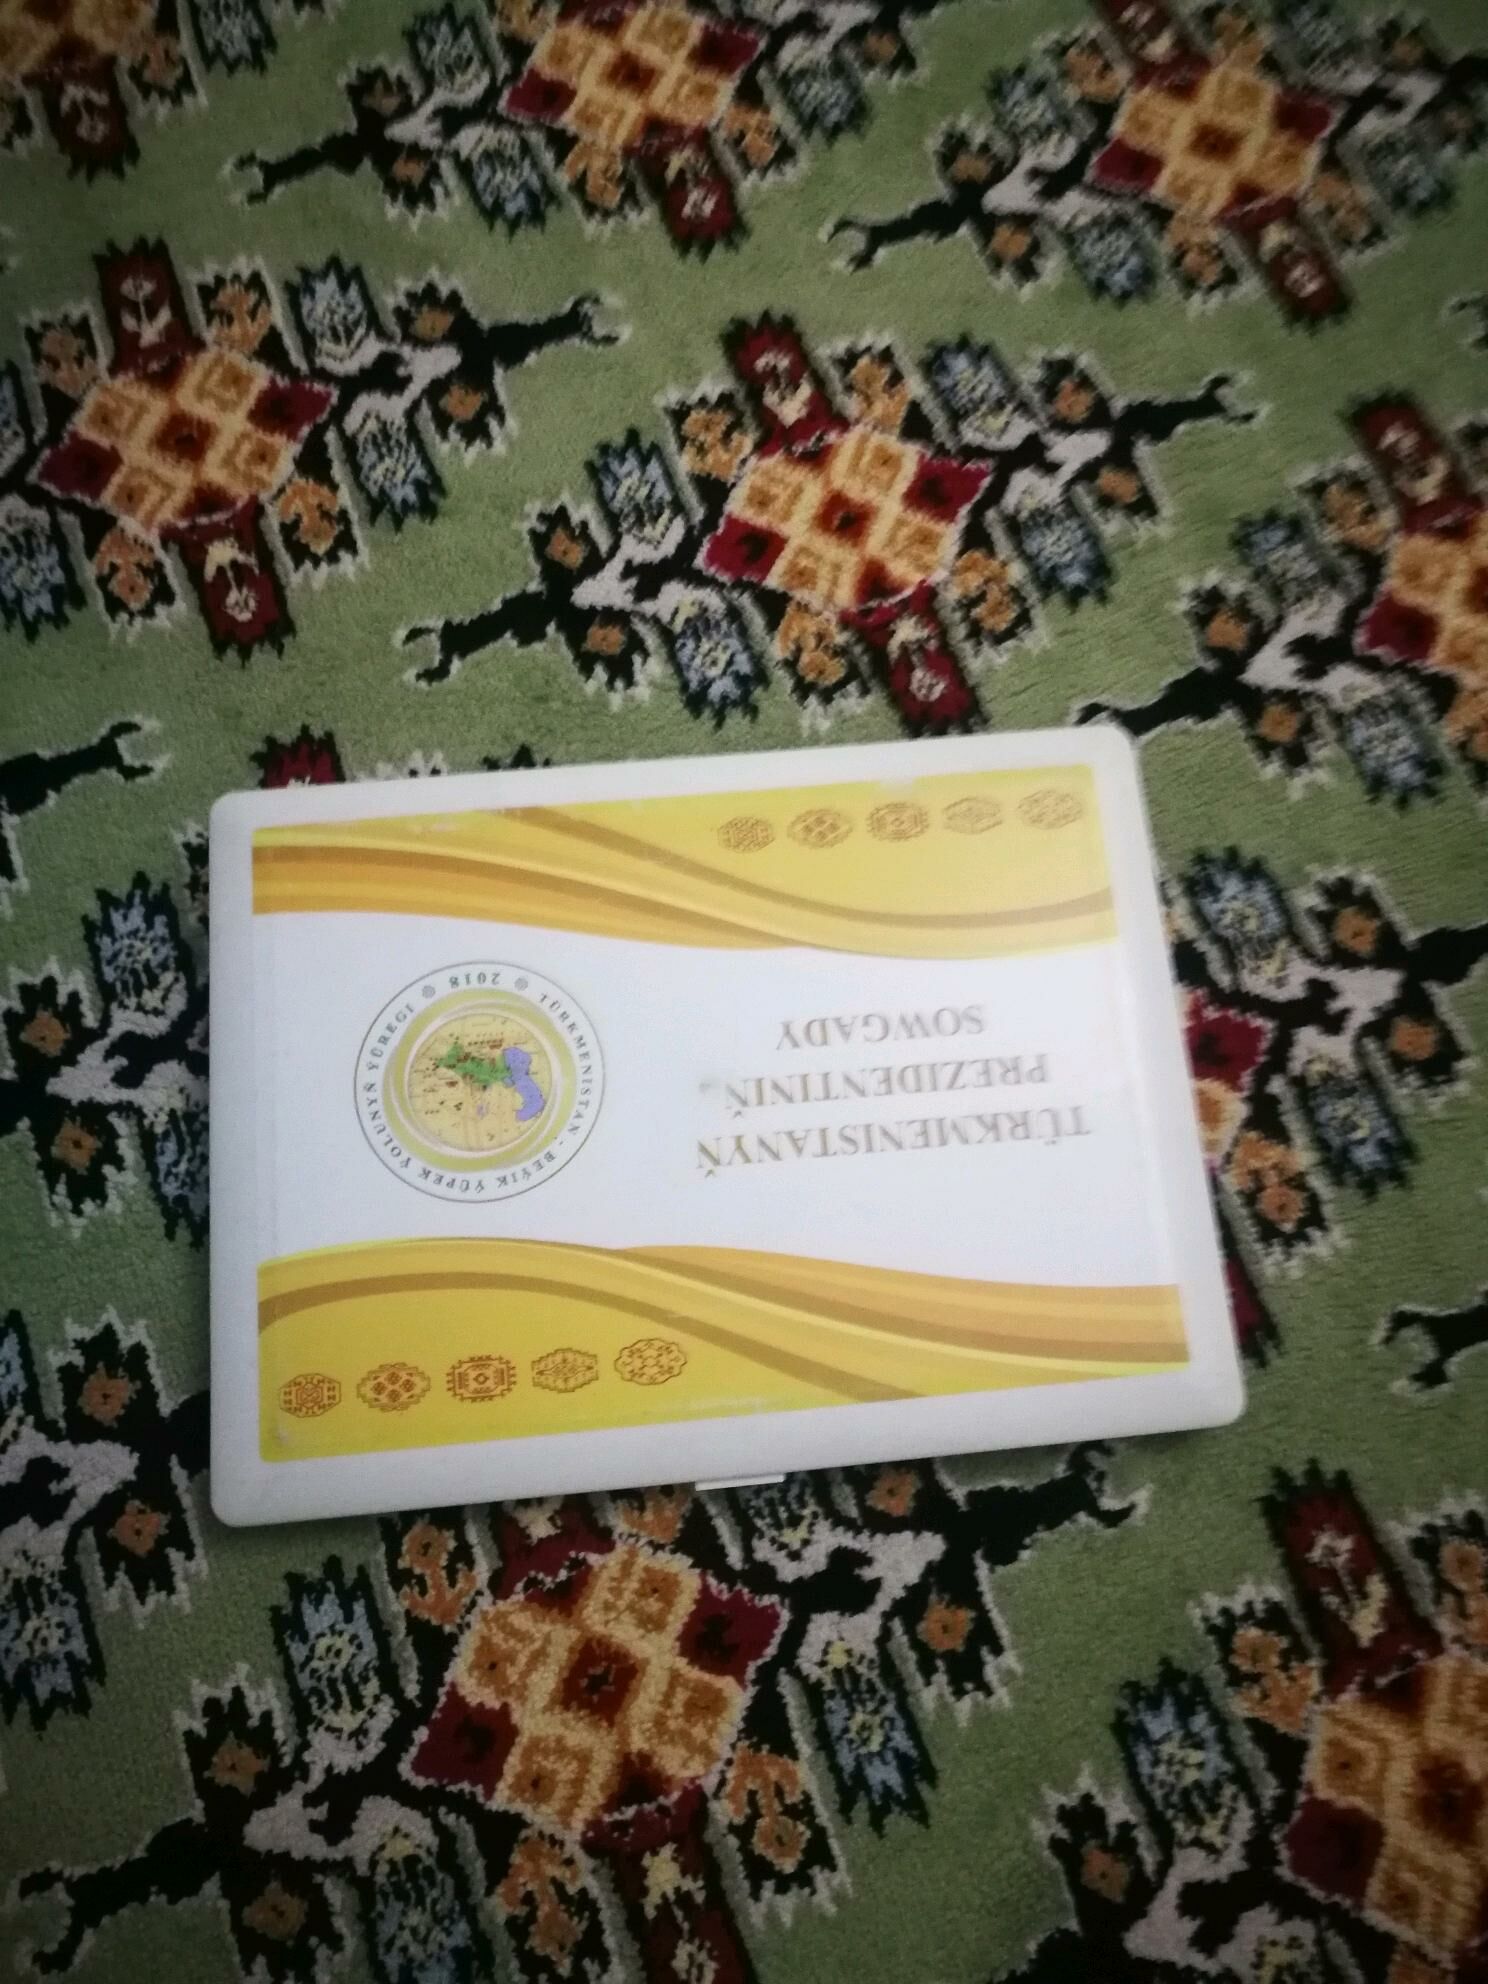 TÜRKMENISTANYŇ
PREZIDENTINIŇ
SOWGADY
TÜRKMENISTAN - BEÝIK ÝÜPEK ÝOLUNYŇ ÝÜREGI
2018